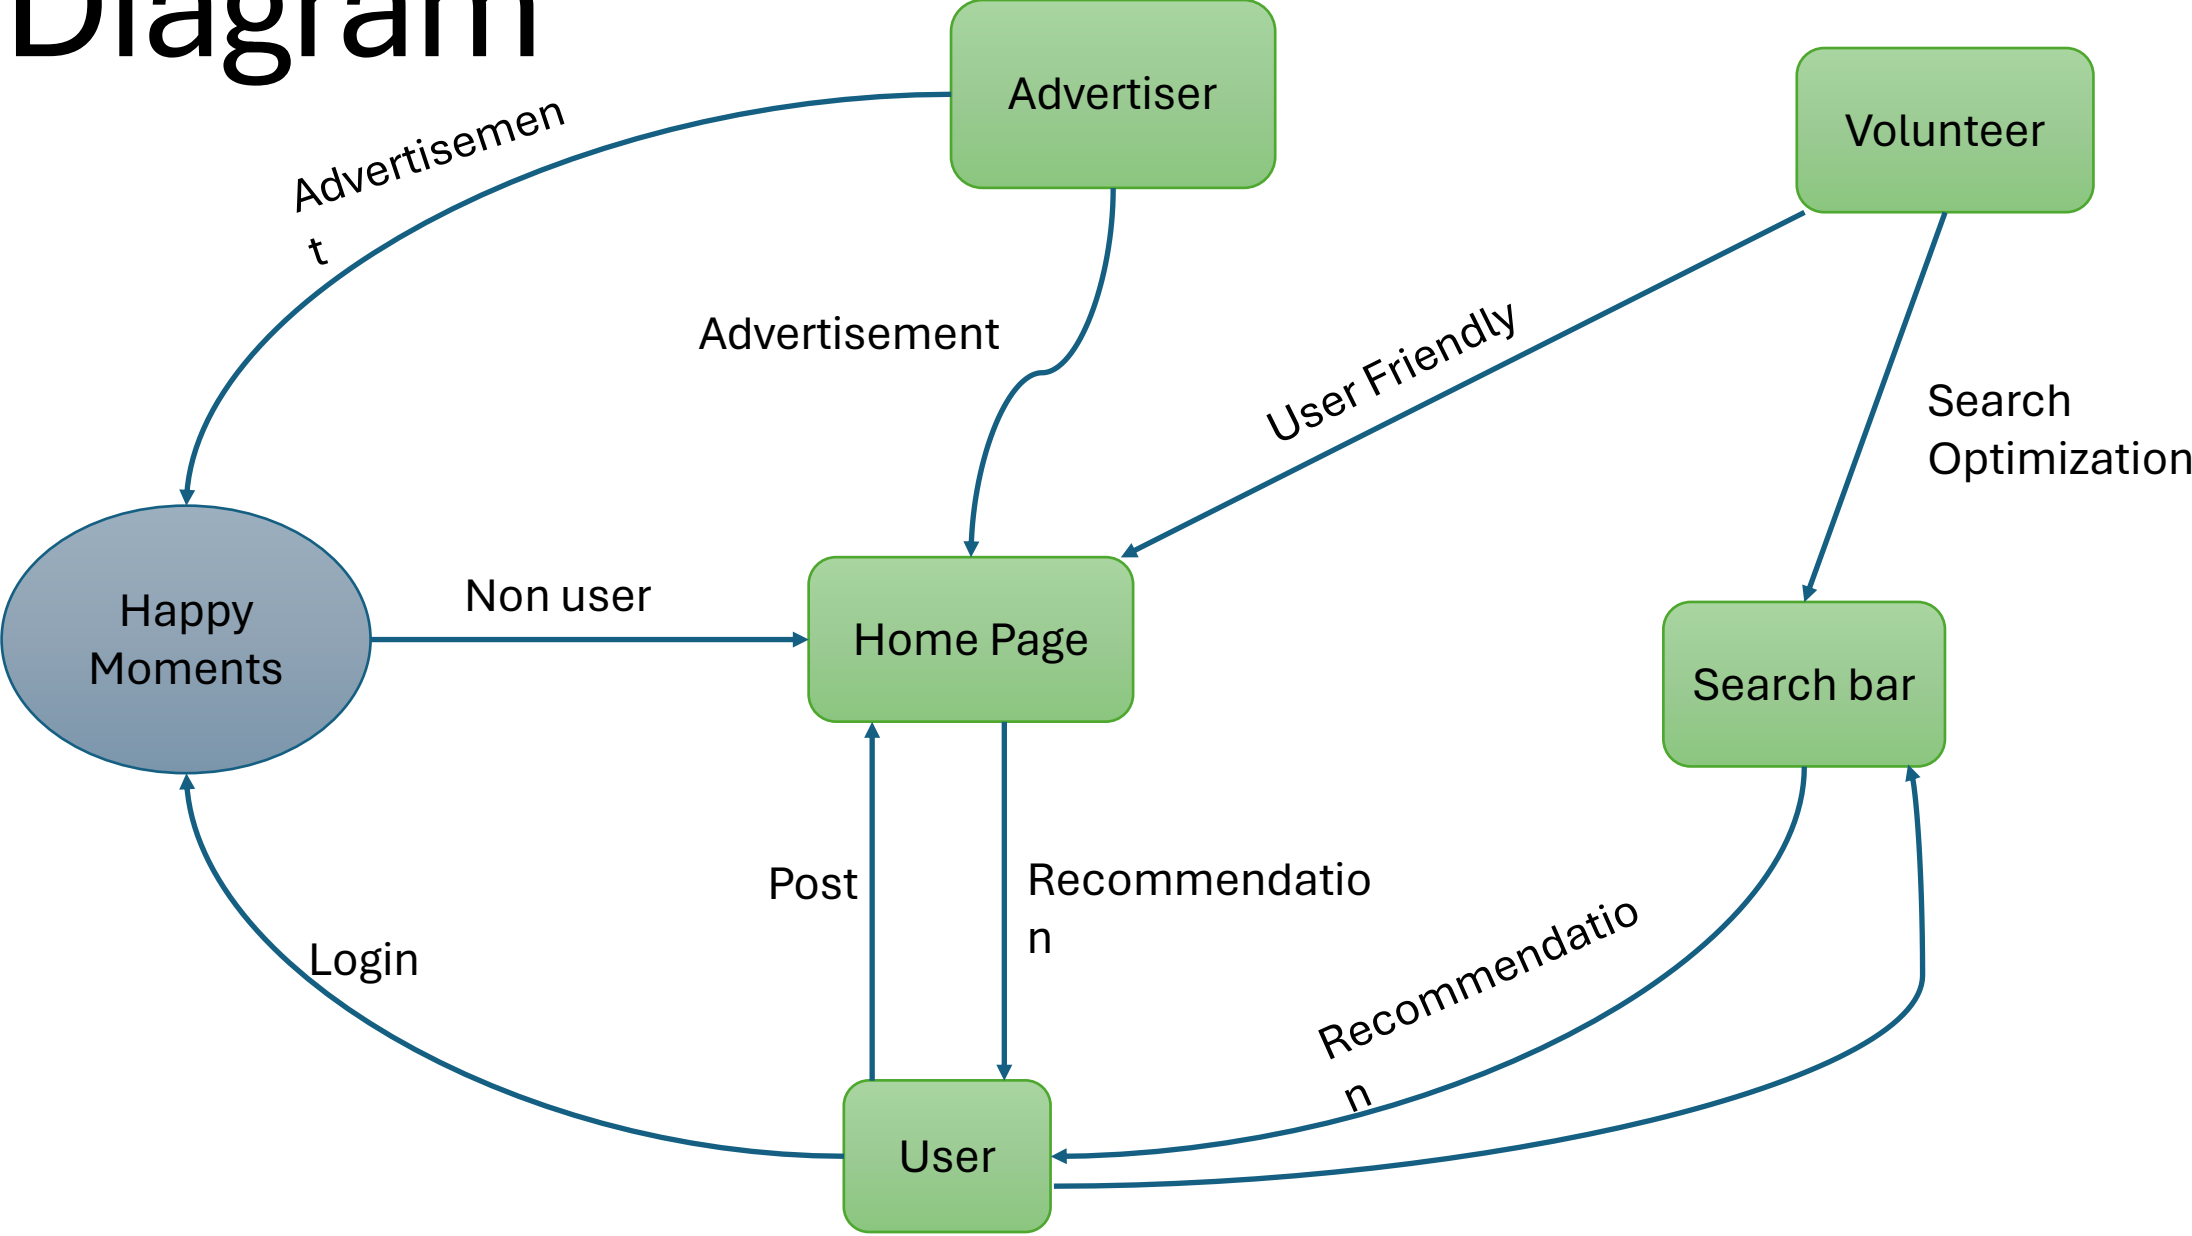 Diagram
Advertiser
Volunteer
Advertisemen
t
Advertisement
User Friendly
Search
Optimization
Happy
Moments
Non user
Home Page
Search bar
Post
Recommendatio
n
Recommendatio
n
Login
User